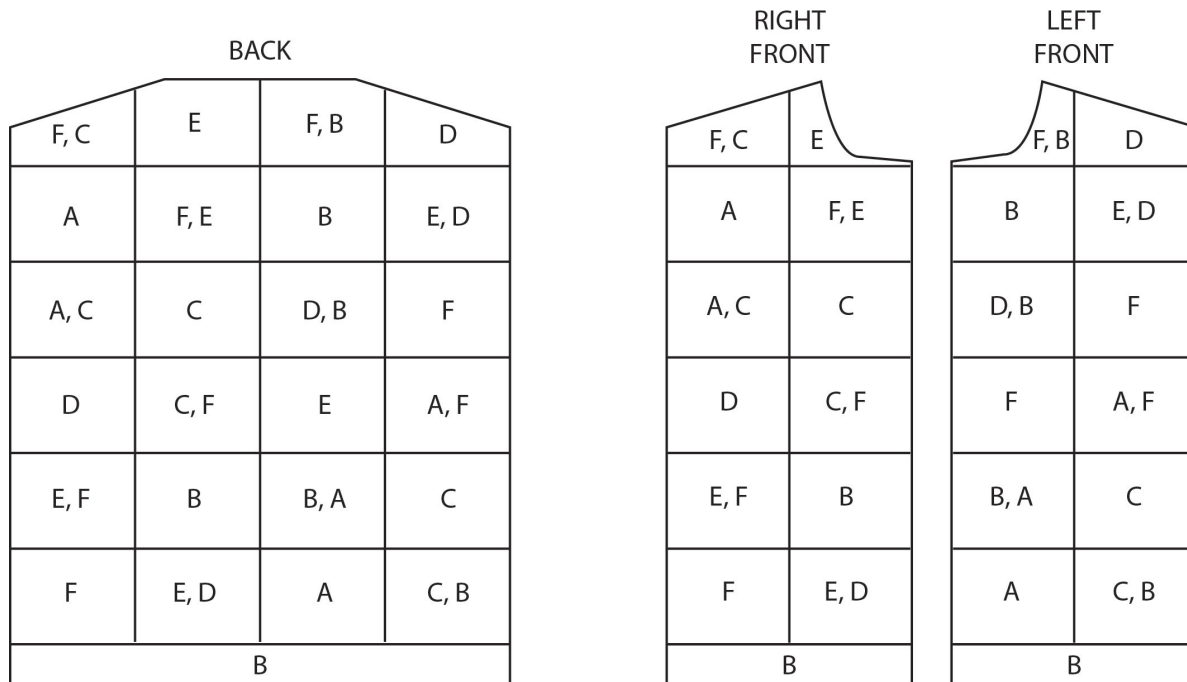 BACK
RIGHT FRONT
LEFT FRONT
F, C E F, B D
A F, E B E, D
A, C C D, B F
D C, F E A, F
E, F B B, A C
F E, D A C, B
B
F, C E
A F, E
A, C C
D C, F
E, F B
F E, D
B
F, B D
B E, D
D, B F
F A, F
B, A C
A C, B
B